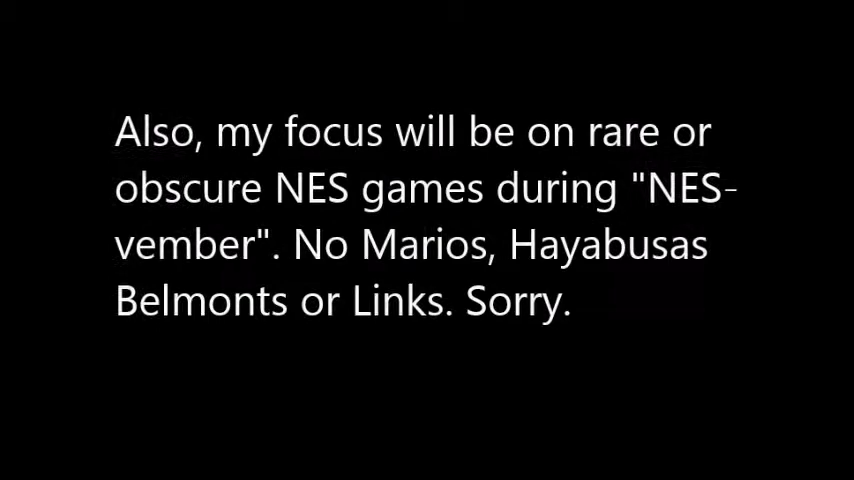 Also, my focus will be on rare or
obscure NES games during "NES-
vember". No Marios, Hayabusas
Belmonts or Links. Sorry.